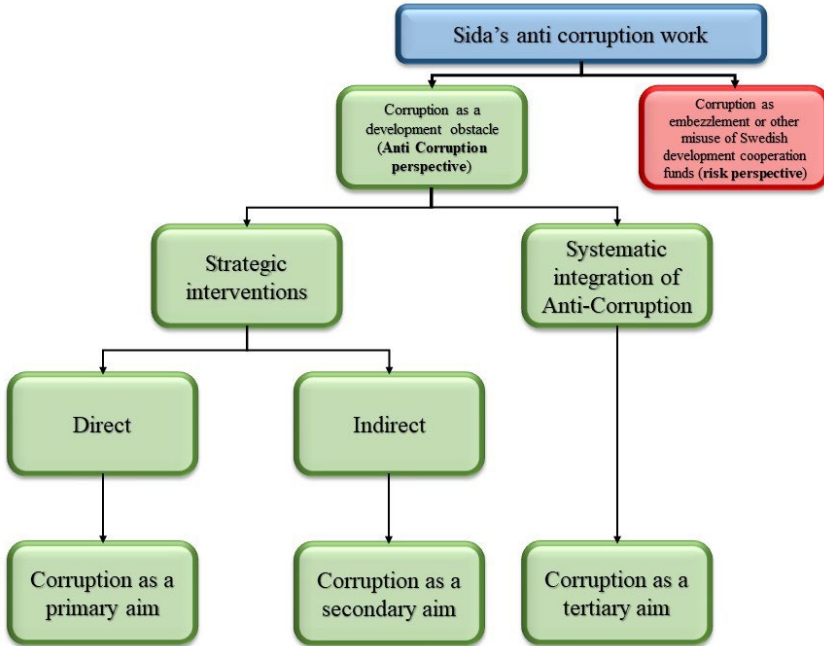 Sida's anti corruption work
Corruption as a
development obstacle
(Anti Corruption
perspective)
Corruption as
embezzlement or other
misuse of Swedish
development cooperation
funds (risk perspective)
Strategic
interventions
Systematic
integration of
Anti-Corruption
Direct
Indirect
Corruption as a
primary aim
Corruption as a
secondary aim
Corruption as a
tertiary aim